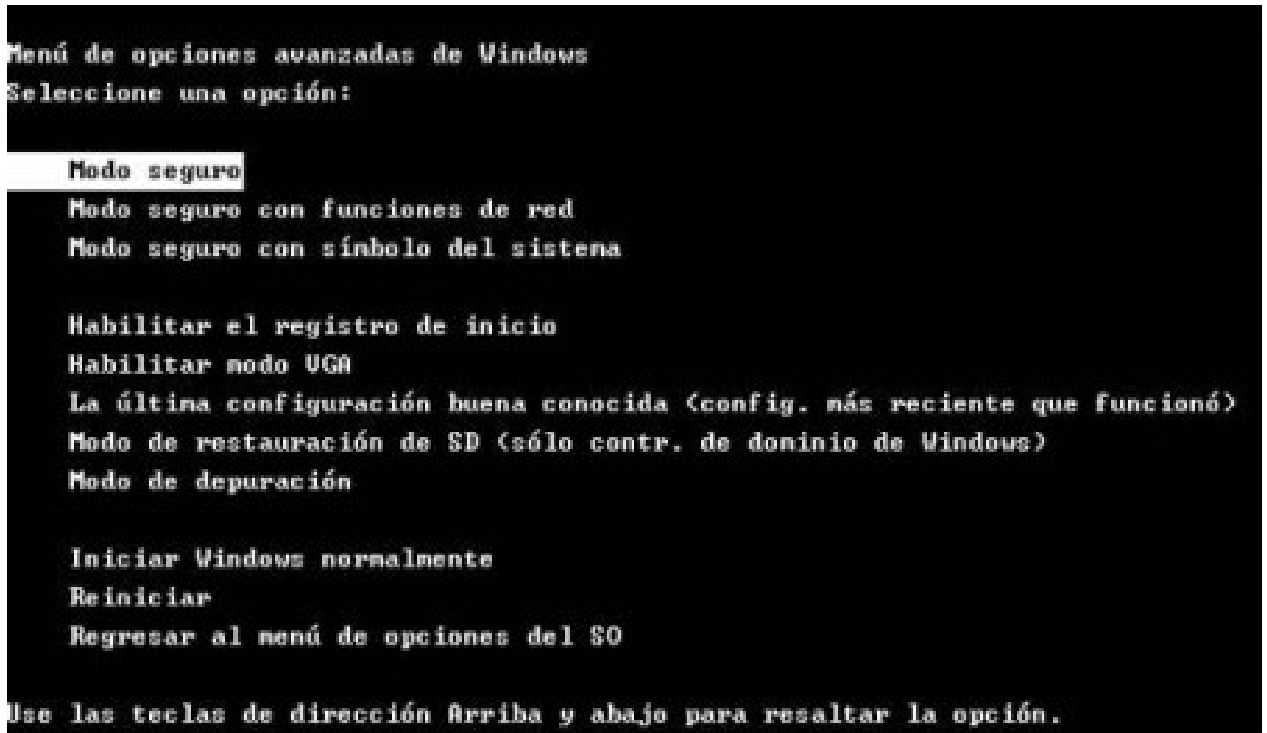 Menú de opciones avanzadas de Windows
Seleccione una opción:
Modo seguro
Modo seguro con funciones de red
Modo seguro con símbolo del sistema
Habilitar el registro de inicio
Habilitar modo VGA
La última configuración buena conocida (config. más reciente que funcionó)
Modo de restauración de SD (sólo contr. de dominio de Windows)
Modo de depuración
Iniciar Windows normalmente
Reiniciar
Regresar al menú de opciones del SO
Use las teclas de dirección Arriba y abajo para resaltar la opción.